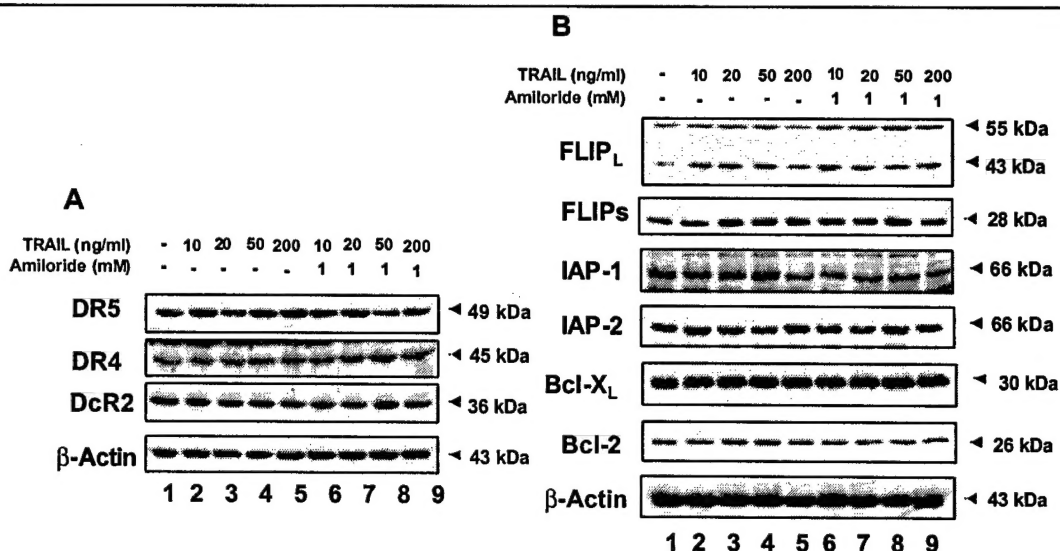 A
TRAIL (ng/ml) - 10 20 50 200 10 20 50 200
Amiloride (mM) - - - - - 1 1 1 1
DR5 49 kDa
DR4 45 kDa
DcR2 36 kDa
β-Actin 43 kDa
1 2 3 4 5 6 7 8 9
B
TRAIL (ng/ml) - 10 20 50 200 10 20 50 200
Amiloride (mM) - - - - - 1 1 1 1
FLIPL 55 kDa
43 kDa
FLIPs 28 kDa
IAP-1 66 kDa
IAP-2 66 kDa
Bcl-XL 30 kDa
Bcl-2 26 kDa
β-Actin 43 kDa
1 2 3 4 5 6 7 8 9